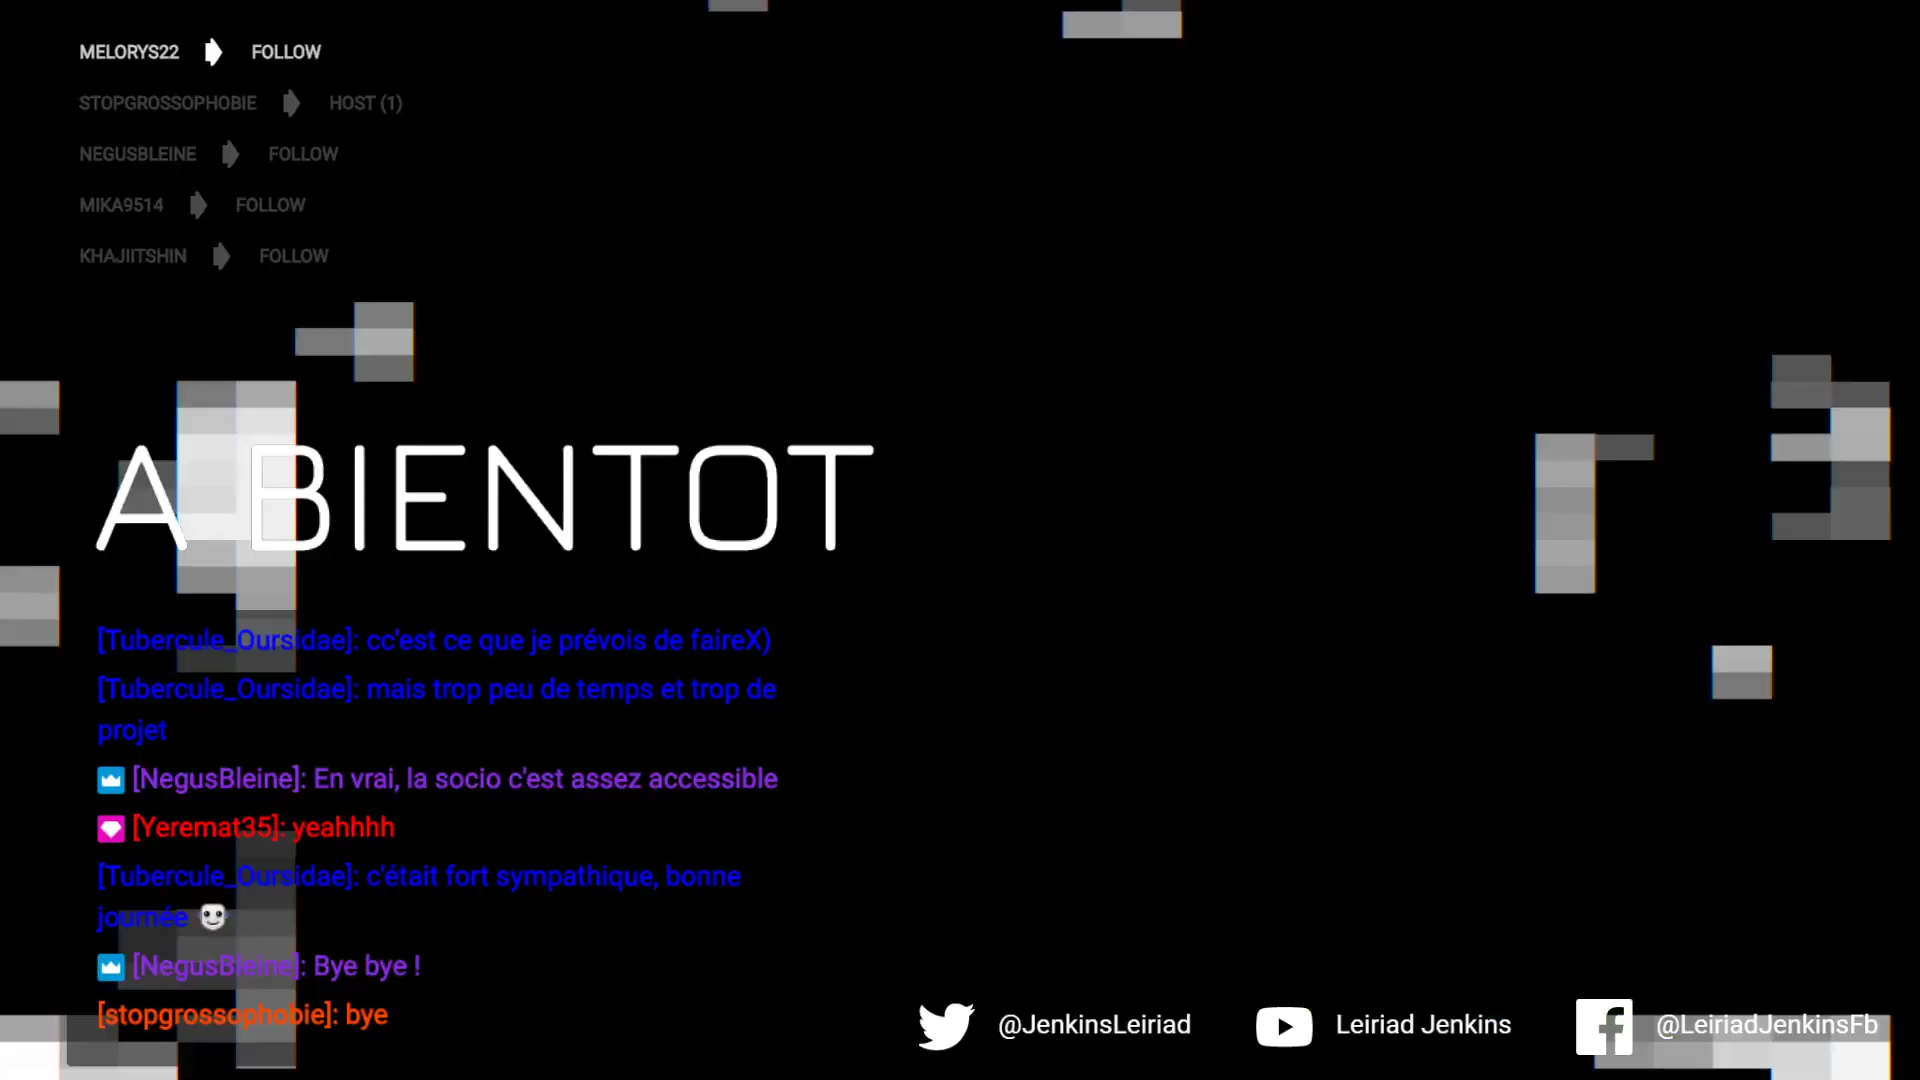 MELORYS22 FOLLOW
STOPGROSSOPHOBIE HOST (1)
NEGUSBLEINE FOLLOW
MIKA9514 FOLLOW
KHAJIITSHIN FOLLOW
A BIENTOT
[Tubercule_Oursidae]: cc'est ce que je prévois de faireX)
[Tubercule_Oursidae]: mais trop peu de temps et trop de
projet
[NegusBleine]: En vrai, la socio c'est assez accessible
[Yeremat35]: yeahhhh
[Tubercule_Oursidae]: c'était fort sympathique, bonne
journée
[NegusBleine]: Bye bye !
[stopgrossophobie]: bye
@JenkinsLeiriad Leiriad Jenkins @LeiriadJenkinsFb